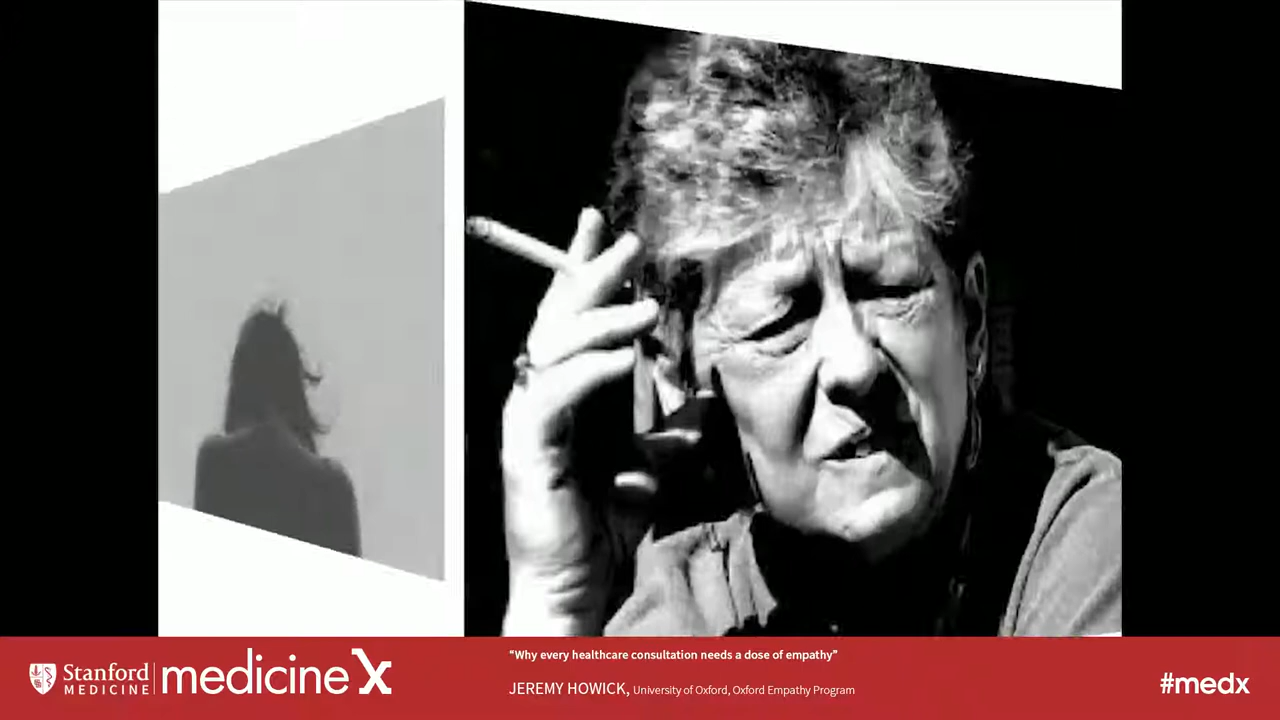 Stanford
MEDICINE
medicine X
“Why every healthcare consultation needs a dose of empathy”
JEREMY HOWICK, University of Oxford, Oxford Empathy Program
#medx